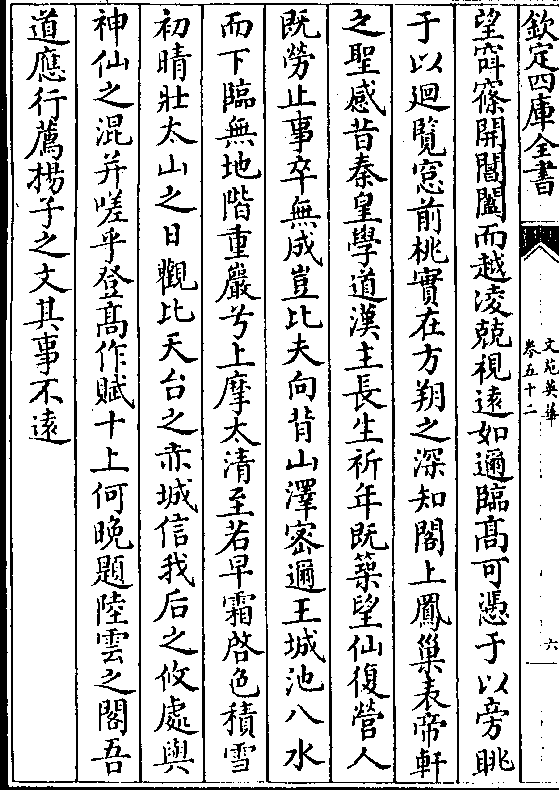 欽定四庫全書
文苑英華
卷五十二
六
望窅窱開閶闔而越凌兢視遠如邇臨高可憑于以旁眺
于以迴覽窓前桃實在方朔之深知閣上鳳巢表帝軒
之聖感昔秦皇學道漢主長生祈年既築望仙復營人
既勞止事卒無成豈比夫向背山澤密邇王城池八水
而下臨無地階重巖兮上摩太清至若早霜啓色積雪
初晴壯太山之日觀比天台之赤城信我后之攸處與
神仙之混并嗟乎登高作賦十上何晩題陸雲之閣吾
道應行薦揚子之文其事不遠